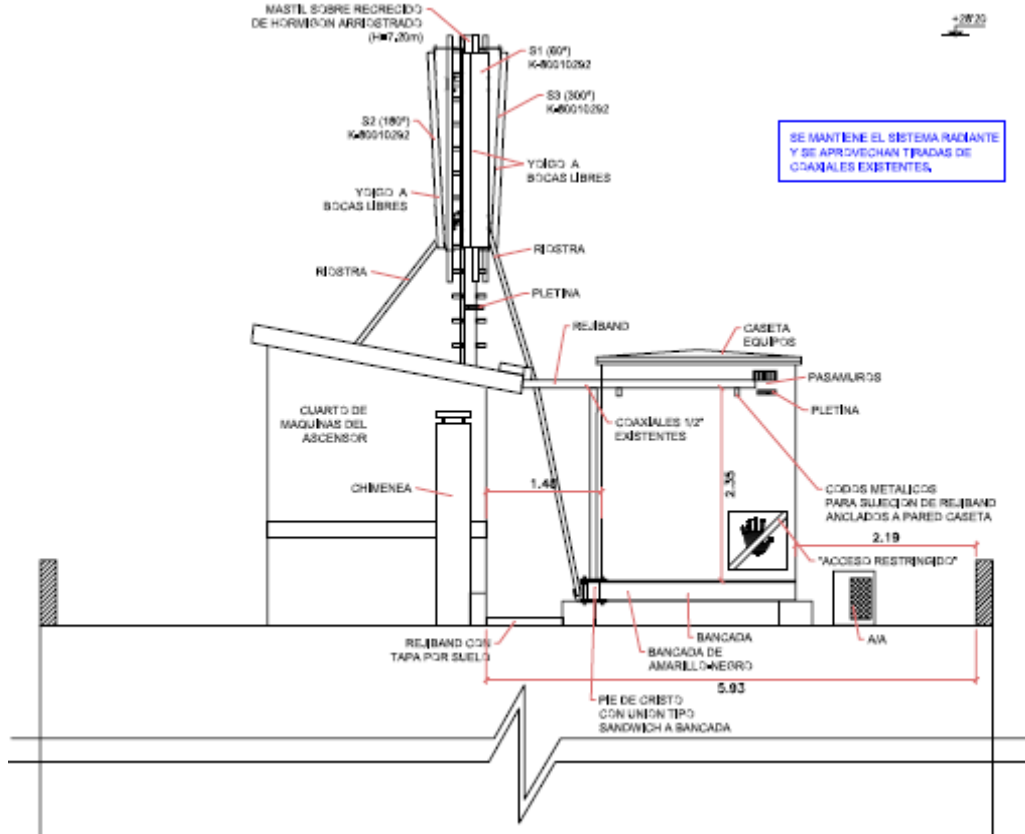 MASTIL SOBRE RECRECIDO
DE HORMIGON ARRIOSTRADO
(H=7,20m)
+28'20
S1 (60°)
K-80010292
S3 (300°)
K-80010292
S2 (180°)
K-80010292
SE MANTIENE EL SISTEMA RADIANTE
Y SE APROVECHAN TIRADAS DE
COAXIALES EXISTENTES.
YOIGO A
BOCAS LIBRES
YOIGO A
BOCAS LIBRES
RIOSTRA
RIOSTRA
PLETINA
REJIBAND
CASETA
EQUIPOS
PASAMUROS
PLETINA
CUARTO DE
MAQUINAS DEL
ASCENSOR
COAXIALES 1/2"
EXISTENTES
CHIMENEA
2.35
CODOS METALICOS
PARA SUJECION DE REJIBAND
ANCLADOS A PARED CASETA
2.19
"ACCESO RESTRINGIDO"
REJIBAND CON
TAPA POR SUELO
BANCADA
BANCADA DE
AMARILLO-NEGRO
A/A
5.93
PIE DE CRISTO
CON UNION TIPO
SANDWICH A BANCADA